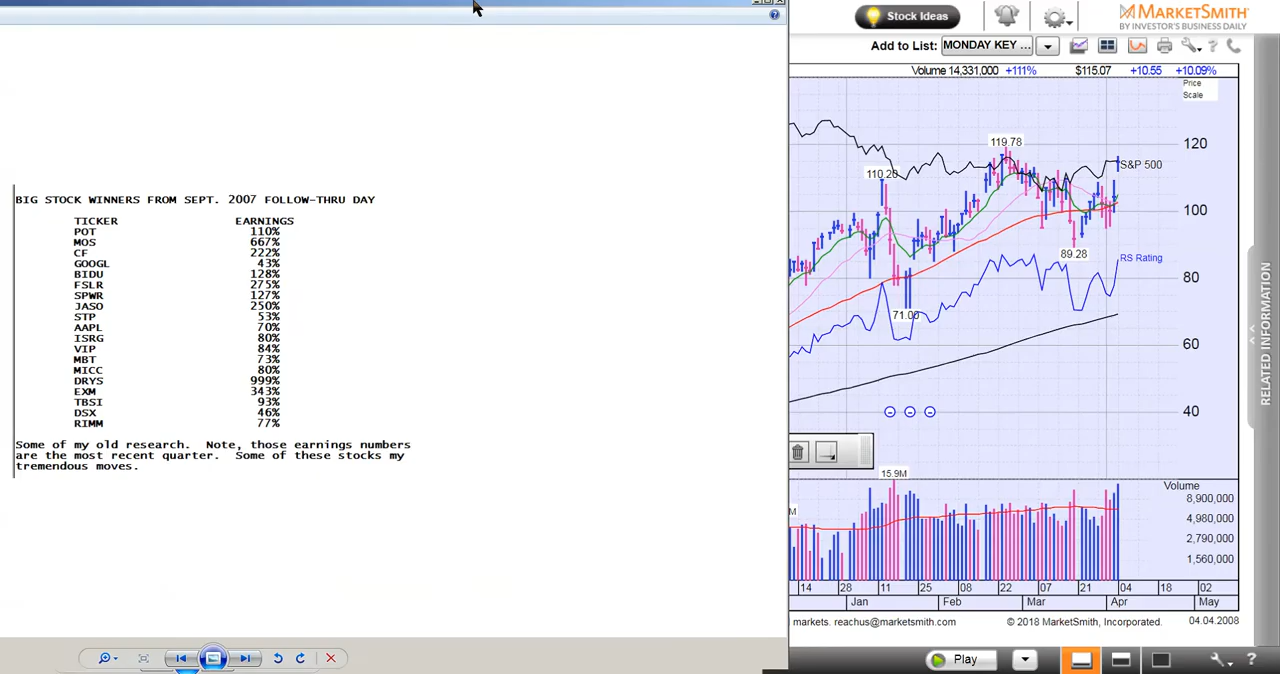 Stock Ideas
MARKETSMITH
BY INVESTOR'S BUSINESS DAILY
Add to List: MONDAY KEY ...
Volume 14,331,000 +111% $115.07 +10.55 +10.09%
Price
Scale
120
119.78
S&P 500
110.20
100
89.28
RS Rating
80
71.00
60
40
15.9M
M
Volume
8,900,000
4,980,000
2,790,000
1,560,000
14 28 11 25 08 22 07 21 04 18 02
Jan Feb Mar Apr May
markets. reachus@marketsmith.com © 2018 MarketSmith, Incorporated. 04.04.2008
Play
RELATED INFORMATION
BIG STOCK WINNERS FROM SEPT. 2007 FOLLOW-THRU DAY
TICKER EARNINGS
POT 110%
MOS 667%
CF 222%
GOOGL 43%
BIDU 128%
FSLR 275%
SPWR 127%
JASO 250%
STP 53%
AAPL 70%
ISRG 80%
VIP 84%
MBT 73%
MICC 80%
DRYS 999%
EXM 343%
TBSI 93%
DSX 46%
RIMM 77%
Some of my old research. Note, those earnings numbers
are the most recent quarter. Some of these stocks my
tremendous moves.